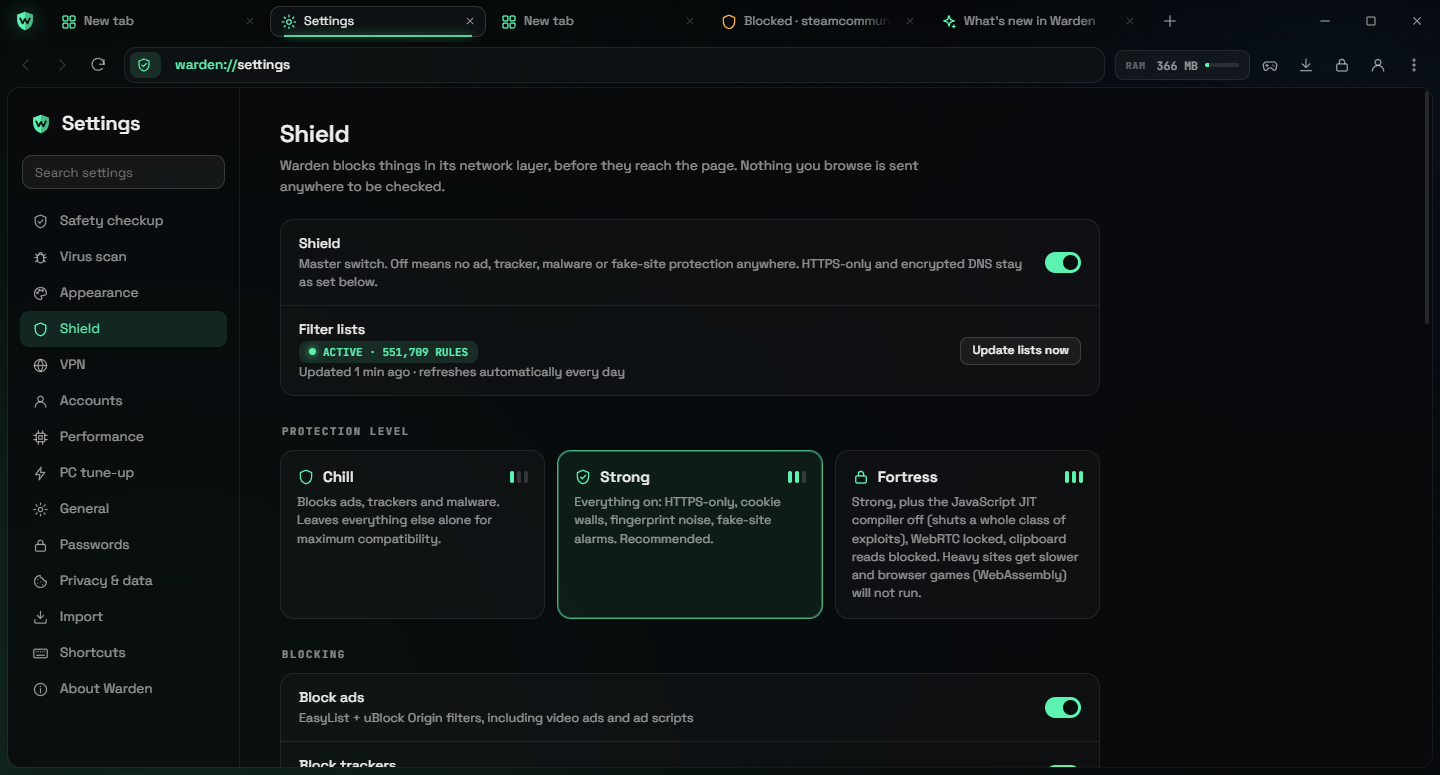 New tab
Settings
New tab
Blocked · steamcommun
What's new in Warden
warden://settings
RAM 366 MB
Settings
Search settings
Safety checkup
Virus scan
Appearance
Shield
VPN
Accounts
Performance
PC tune-up
General
Passwords
Privacy & data
Import
Shortcuts
About Warden
Shield
Warden blocks things in its network layer, before they reach the page. Nothing you browse is sent
anywhere to be checked.
Shield
Master switch. Off means no ad, tracker, malware or fake-site protection anywhere. HTTPS-only and encrypted DNS stay
as set below.
Filter lists
ACTIVE · 551,709 RULES
Updated 1 min ago · refreshes automatically every day
Update lists now
PROTECTION LEVEL
Chill
Blocks ads, trackers and malware.
Leaves everything else alone for
maximum compatibility.
Strong
Everything on: HTTPS-only, cookie
walls, fingerprint noise, fake-site
alarms. Recommended.
Fortress
Strong, plus the JavaScript JIT
compiler off (shuts a whole class of
exploits), WebRTC locked, clipboard
reads blocked. Heavy sites get slower
and browser games (WebAssembly)
will not run.
BLOCKING
Block ads
EasyList + uBlock Origin filters, including video ads and ad scripts
Block trackers